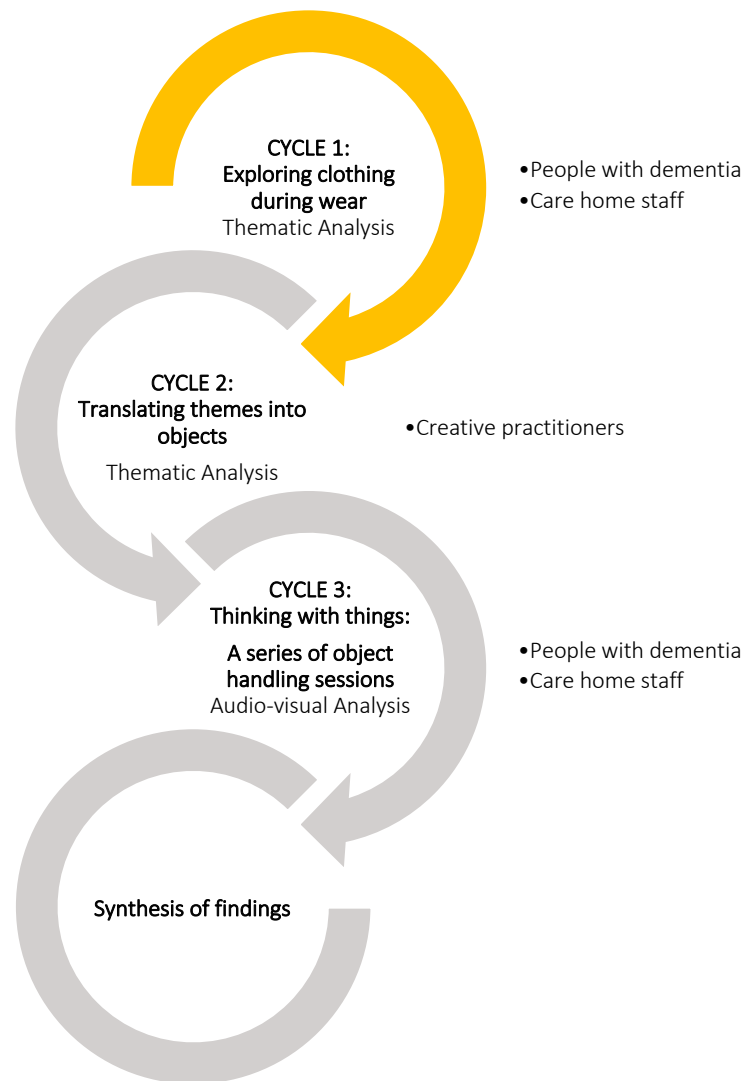 CYCLE 1:
Exploring clothing
during wear
Thematic Analysis
•People with dementia
•Care home staff
CYCLE 2:
Translating themes into
objects
Thematic Analysis
•Creative practitioners
CYCLE 3:
Thinking with things:
A series of object
handling sessions
Audio-visual Analysis
•People with dementia
•Care home staff
Synthesis of findings